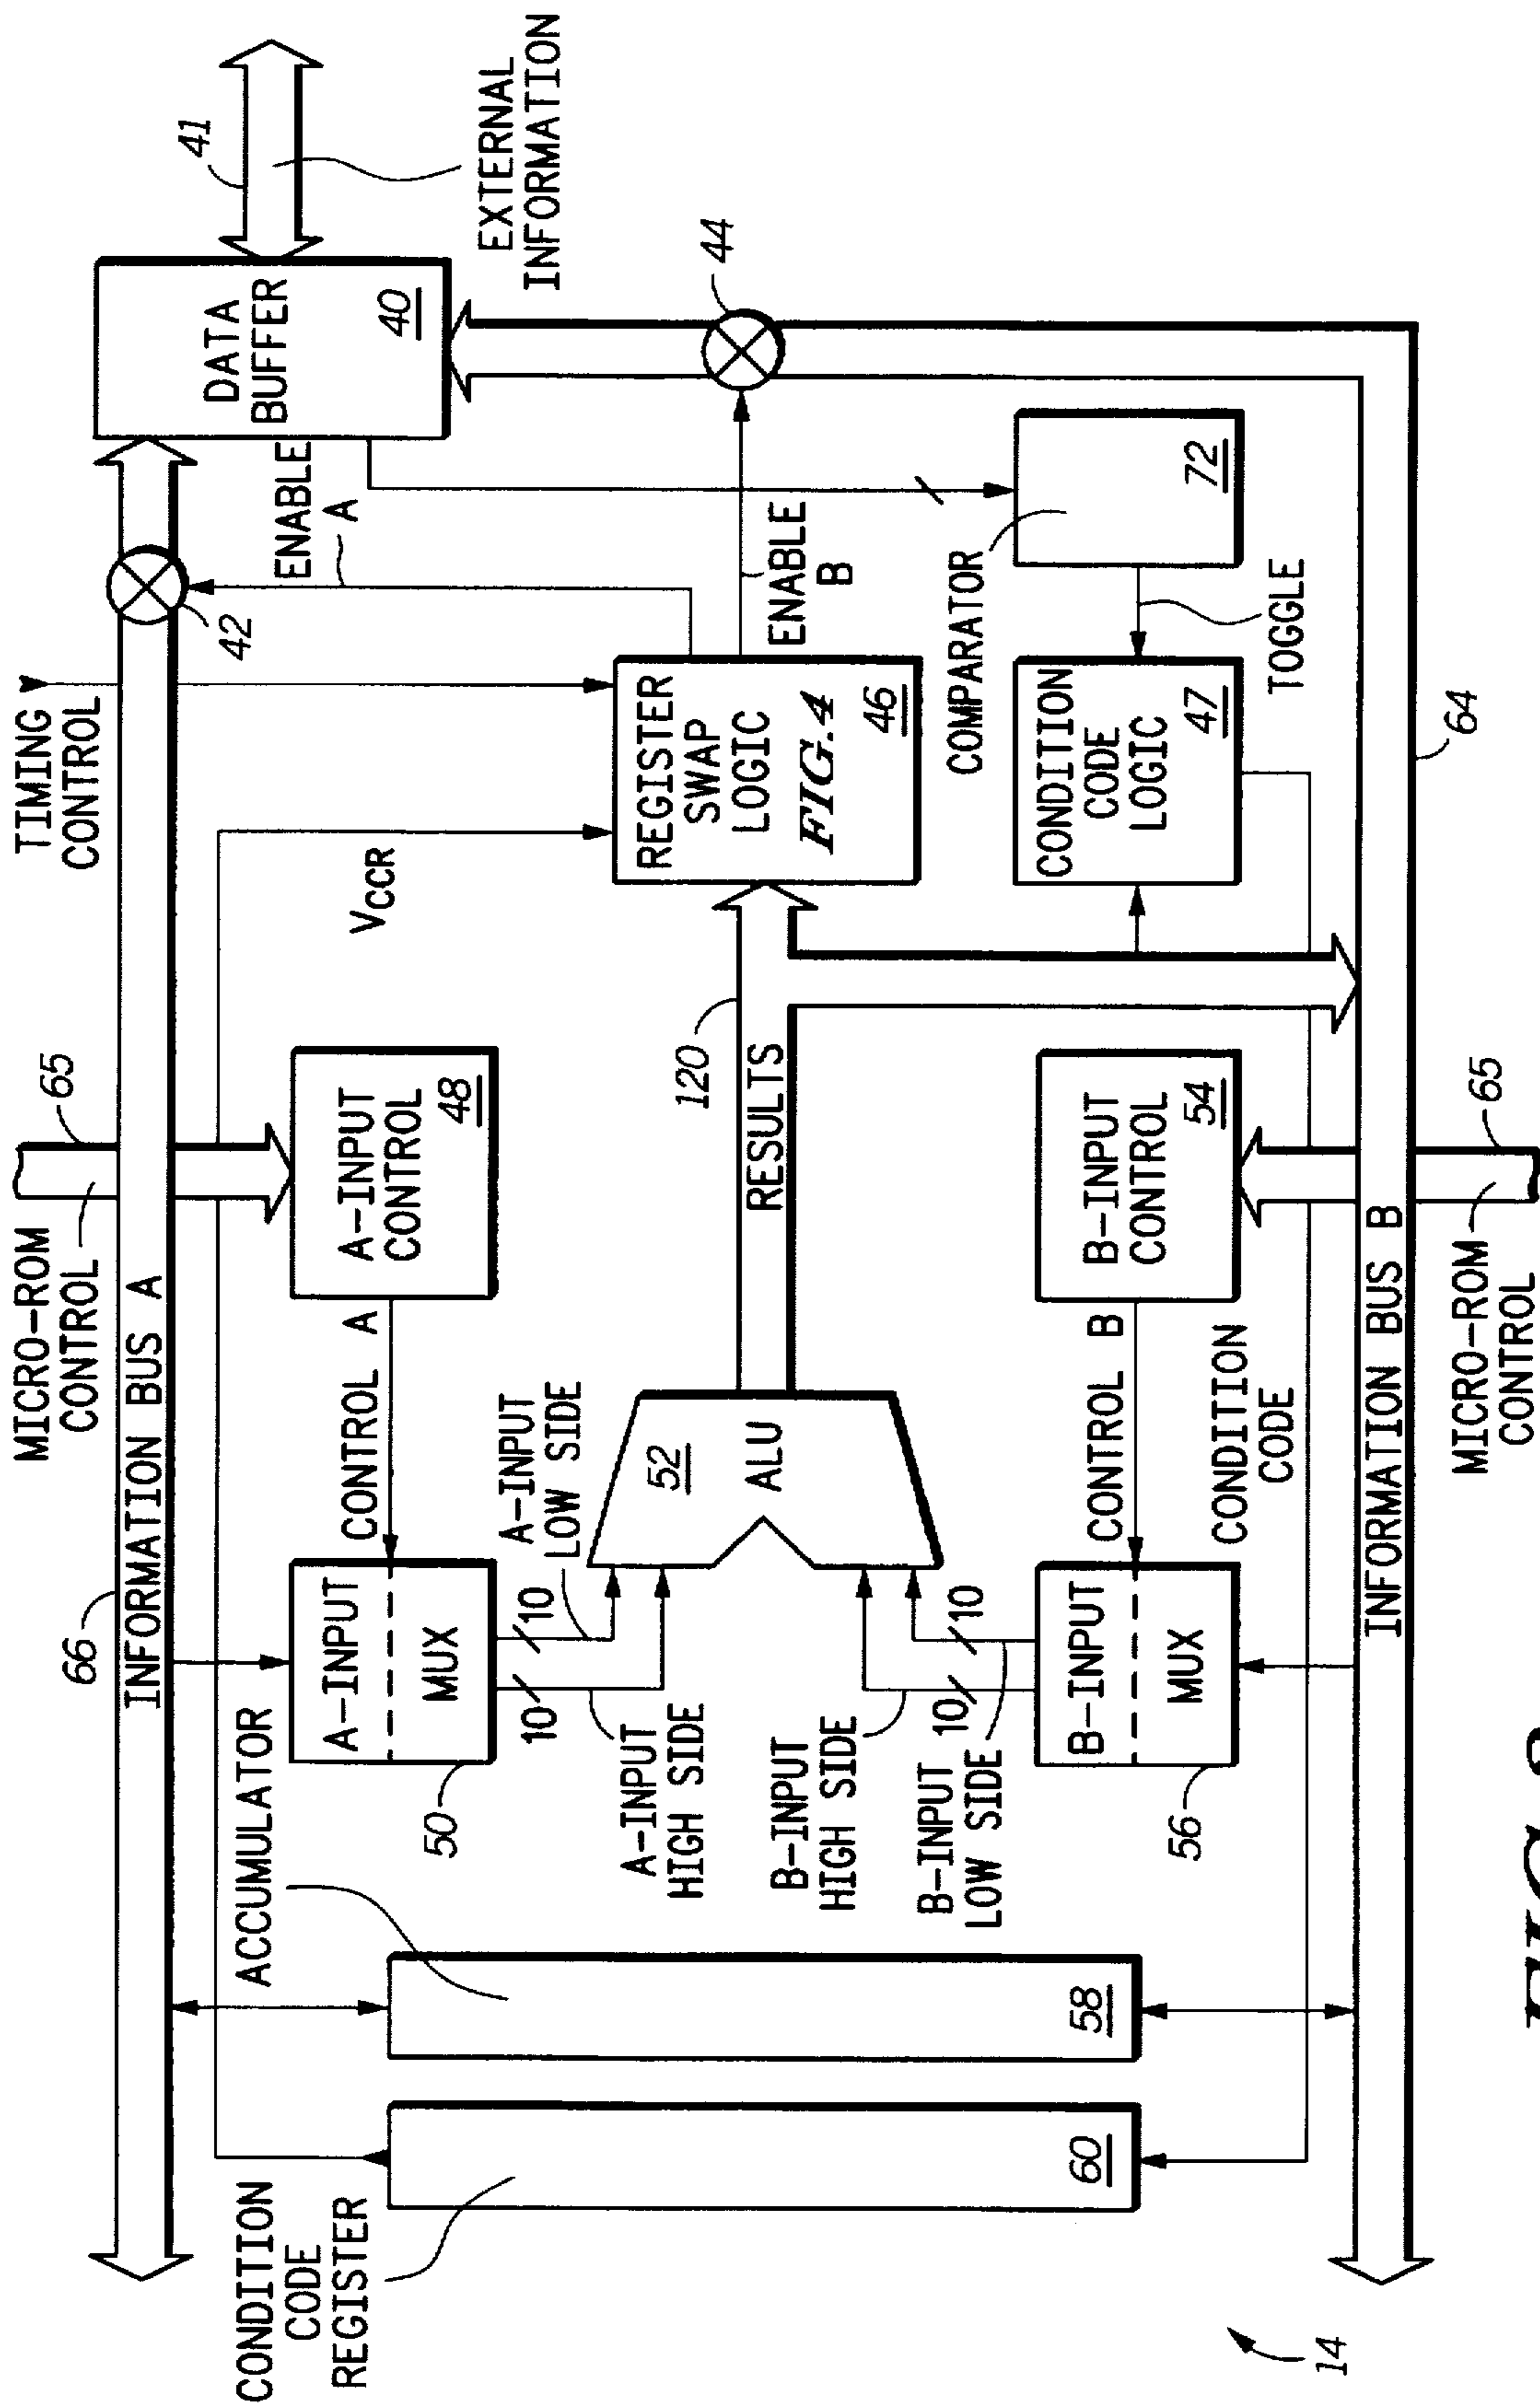 TIMING
CONTROL
MICRO-ROM
CONTROL
65
66
INFORMATION BUS A
42
ENABLE
A
DATA
BUFFER
40
41
EXTERNAL
INFORMATION
CONDITION
CODE
REGISTER
60
ACCUMULATOR
58
A-INPUT
MUX
50
CONTROL A
A-INPUT
CONTROL
48
VCCR
10
10
A-INPUT
LOW SIDE
A-INPUT
HIGH SIDE
52
ALU
RESULTS
120
REGISTER
SWAP
LOGIC
FIG.4
46
ENABLE
B
44
B-INPUT
HIGH SIDE
B-INPUT
LOW SIDE
10
10
B-INPUT
MUX
56
CONTROL B
B-INPUT
CONTROL
54
CONDITION
CODE
COMPARATOR
CONDITION
CODE
LOGIC
47
72
TOGGLE
64
INFORMATION BUS B
MICRO-ROM
CONTROL
65
14